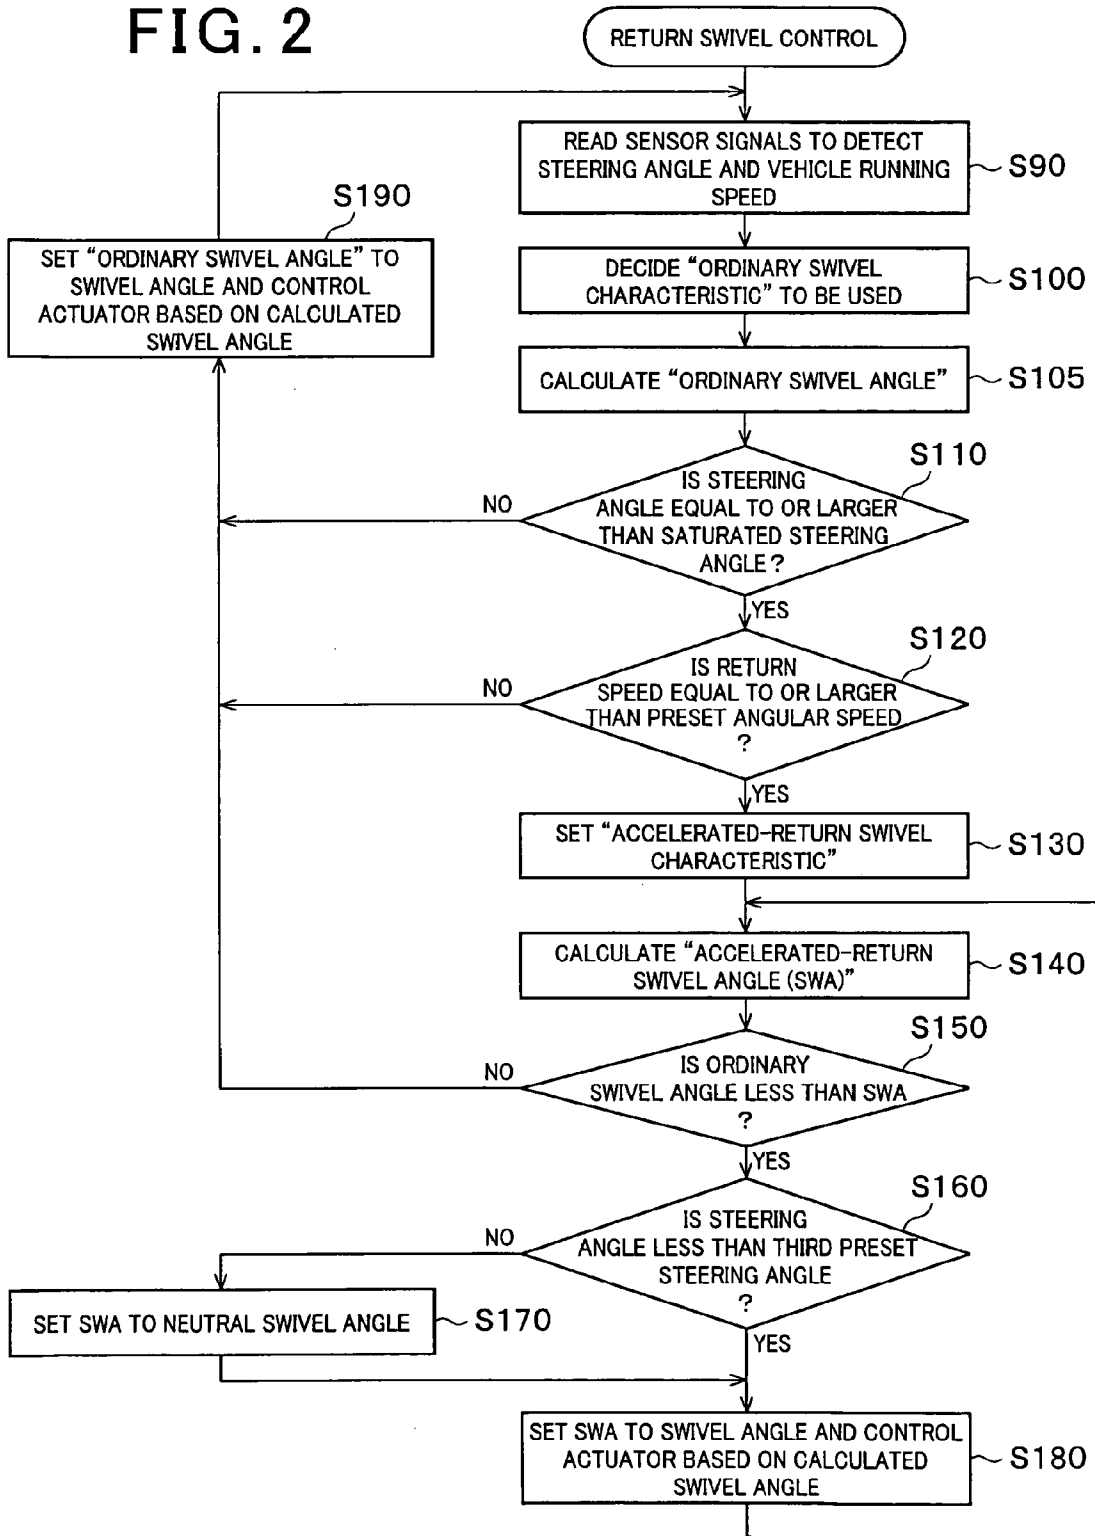 FIG. 2
RETURN SWIVEL CONTROL
READ SENSOR SIGNALS TO DETECT
STEERING ANGLE AND VEHICLE RUNNING
SPEED
S90
S190
SET “ORDINARY SWIVEL ANGLE” TO
SWIVEL ANGLE AND CONTROL
ACTUATOR BASED ON CALCULATED
SWIVEL ANGLE
DECIDE “ORDINARY SWIVEL
CHARACTERISTIC” TO BE USED
S100
CALCULATE “ORDINARY SWIVEL ANGLE”
S105
S110
IS STEERING
ANGLE EQUAL TO OR LARGER
THAN SATURATED STEERING
ANGLE?
NO
YES
S120
IS RETURN
SPEED EQUAL TO OR LARGER
THAN PRESET ANGULAR SPEED
?
NO
YES
SET “ACCELERATED-RETURN SWIVEL
CHARACTERISTIC”
S130
CALCULATE “ACCELERATED-RETURN
SWIVEL ANGLE (SWA)”
S140
S150
IS ORDINARY
SWIVEL ANGLE LESS THAN SWA
?
NO
YES
S160
IS STEERING
ANGLE LESS THAN THIRD PRESET
STEERING ANGLE
?
NO
YES
SET SWA TO NEUTRAL SWIVEL ANGLE
S170
SET SWA TO SWIVEL ANGLE AND CONTROL
ACTUATOR BASED ON CALCULATED
SWIVEL ANGLE
S180